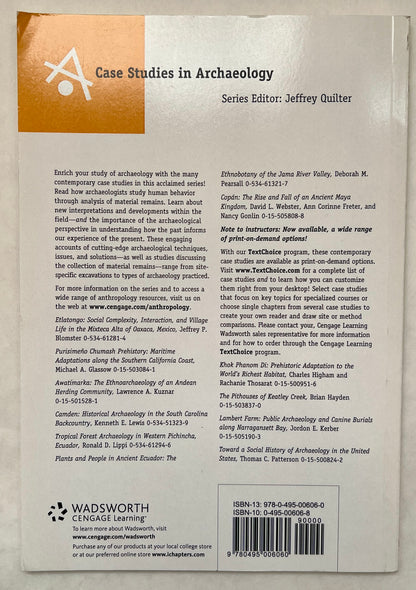 Case Studies in Archaeology
Series Editor: Jeffrey Quilter
Enrich your study of archaeology with the many
contemporary case studies in this acclaimed series!
Read how archaeologists study human behavior
through analysis of material remains. Learn about
new interpretations and developments within the
field—and the importance of the archaeological
perspective in understanding how the past informs
our experience of the present. These engaging
accounts of cutting-edge archaeological techniques,
issues, and solutions—as well as studies discussing
the collection of material remains—range from site-
specific excavations to types of archaeology practiced.
For more information on the series and to access a
wide range of anthropology resources, visit us on
the web at www.cengage.com/anthropology.
Etlatongo: Social Complexity, Interaction, and Village
Life in the Mixteca Alta of Oaxaca, Mexico, Jeffrey P.
Blomster 0-534-61281-4
Purisimeño Chumash Prehistory: Maritime
Adaptations along the Southern California Coast,
Michael A. Glassow 0-15-503084-1
Awatimarka: The Ethnoarchaeology of an Andean
Herding Community, Lawrence A. Kuznar
0-15-501528-1
Camden: Historical Archaeology in the South Carolina
Backcountry, Kenneth E. Lewis 0-534-51323-9
Tropical Forest Archaeology in Western Pichincha,
Ecuador, Ronald D. Lippi 0-534-61294-6
Plants and People in Ancient Ecuador: The
Ethnobotany of the Jama River Valley, Deborah M.
Pearsall 0-534-61321-7
Copán: The Rise and Fall of an Ancient Maya
Kingdom, David L. Webster, Ann Corinne Freter, and
Nancy Gonlin 0-15-505808-8
Note to instructors: Now available, a wide range
of print-on-demand options!
With our TextChoice program, these contemporary
case studies are available as print-on-demand options.
Visit www.TextChoice.com for a complete list of
case studies and to learn how you can customize
them right from your desktop! Select case studies
that focus on key topics for specialized courses or
choose single chapters from several case studies to
create your own reader and draw site or method
comparisons. Please contact your, Cengage Learning
Wadsworth sales representative for more information
and for how to order through the Cengage Learning
TextChoice program.
Khok Phanom Di: Prehistoric Adaptation to the
World's Richest Habitat, Charles Higham and
Rachanie Thosarat 0-15-500951-6
The Pithouses of Keatley Creek, Brian Hayden
0-15-503837-0
Lambert Farm: Public Archaeology and Canine Burials
along Narragansett Bay, Jordon E. Kerber
0-15-505190-3
Toward a Social History of Archaeology in the United
States, Thomas C. Patterson 0-15-500824-2
WADSWORTH
CENGAGE Learning™
To learn more about Wadsworth, visit
www.cengage.com/wadsworth
Purchase any of our products at your local college store
or at our preferred online store www.ichapters.com
ISBN-13: 978-0-495-00606-0
ISBN-10: 0-495-00606-8
90000
9 780495 006060